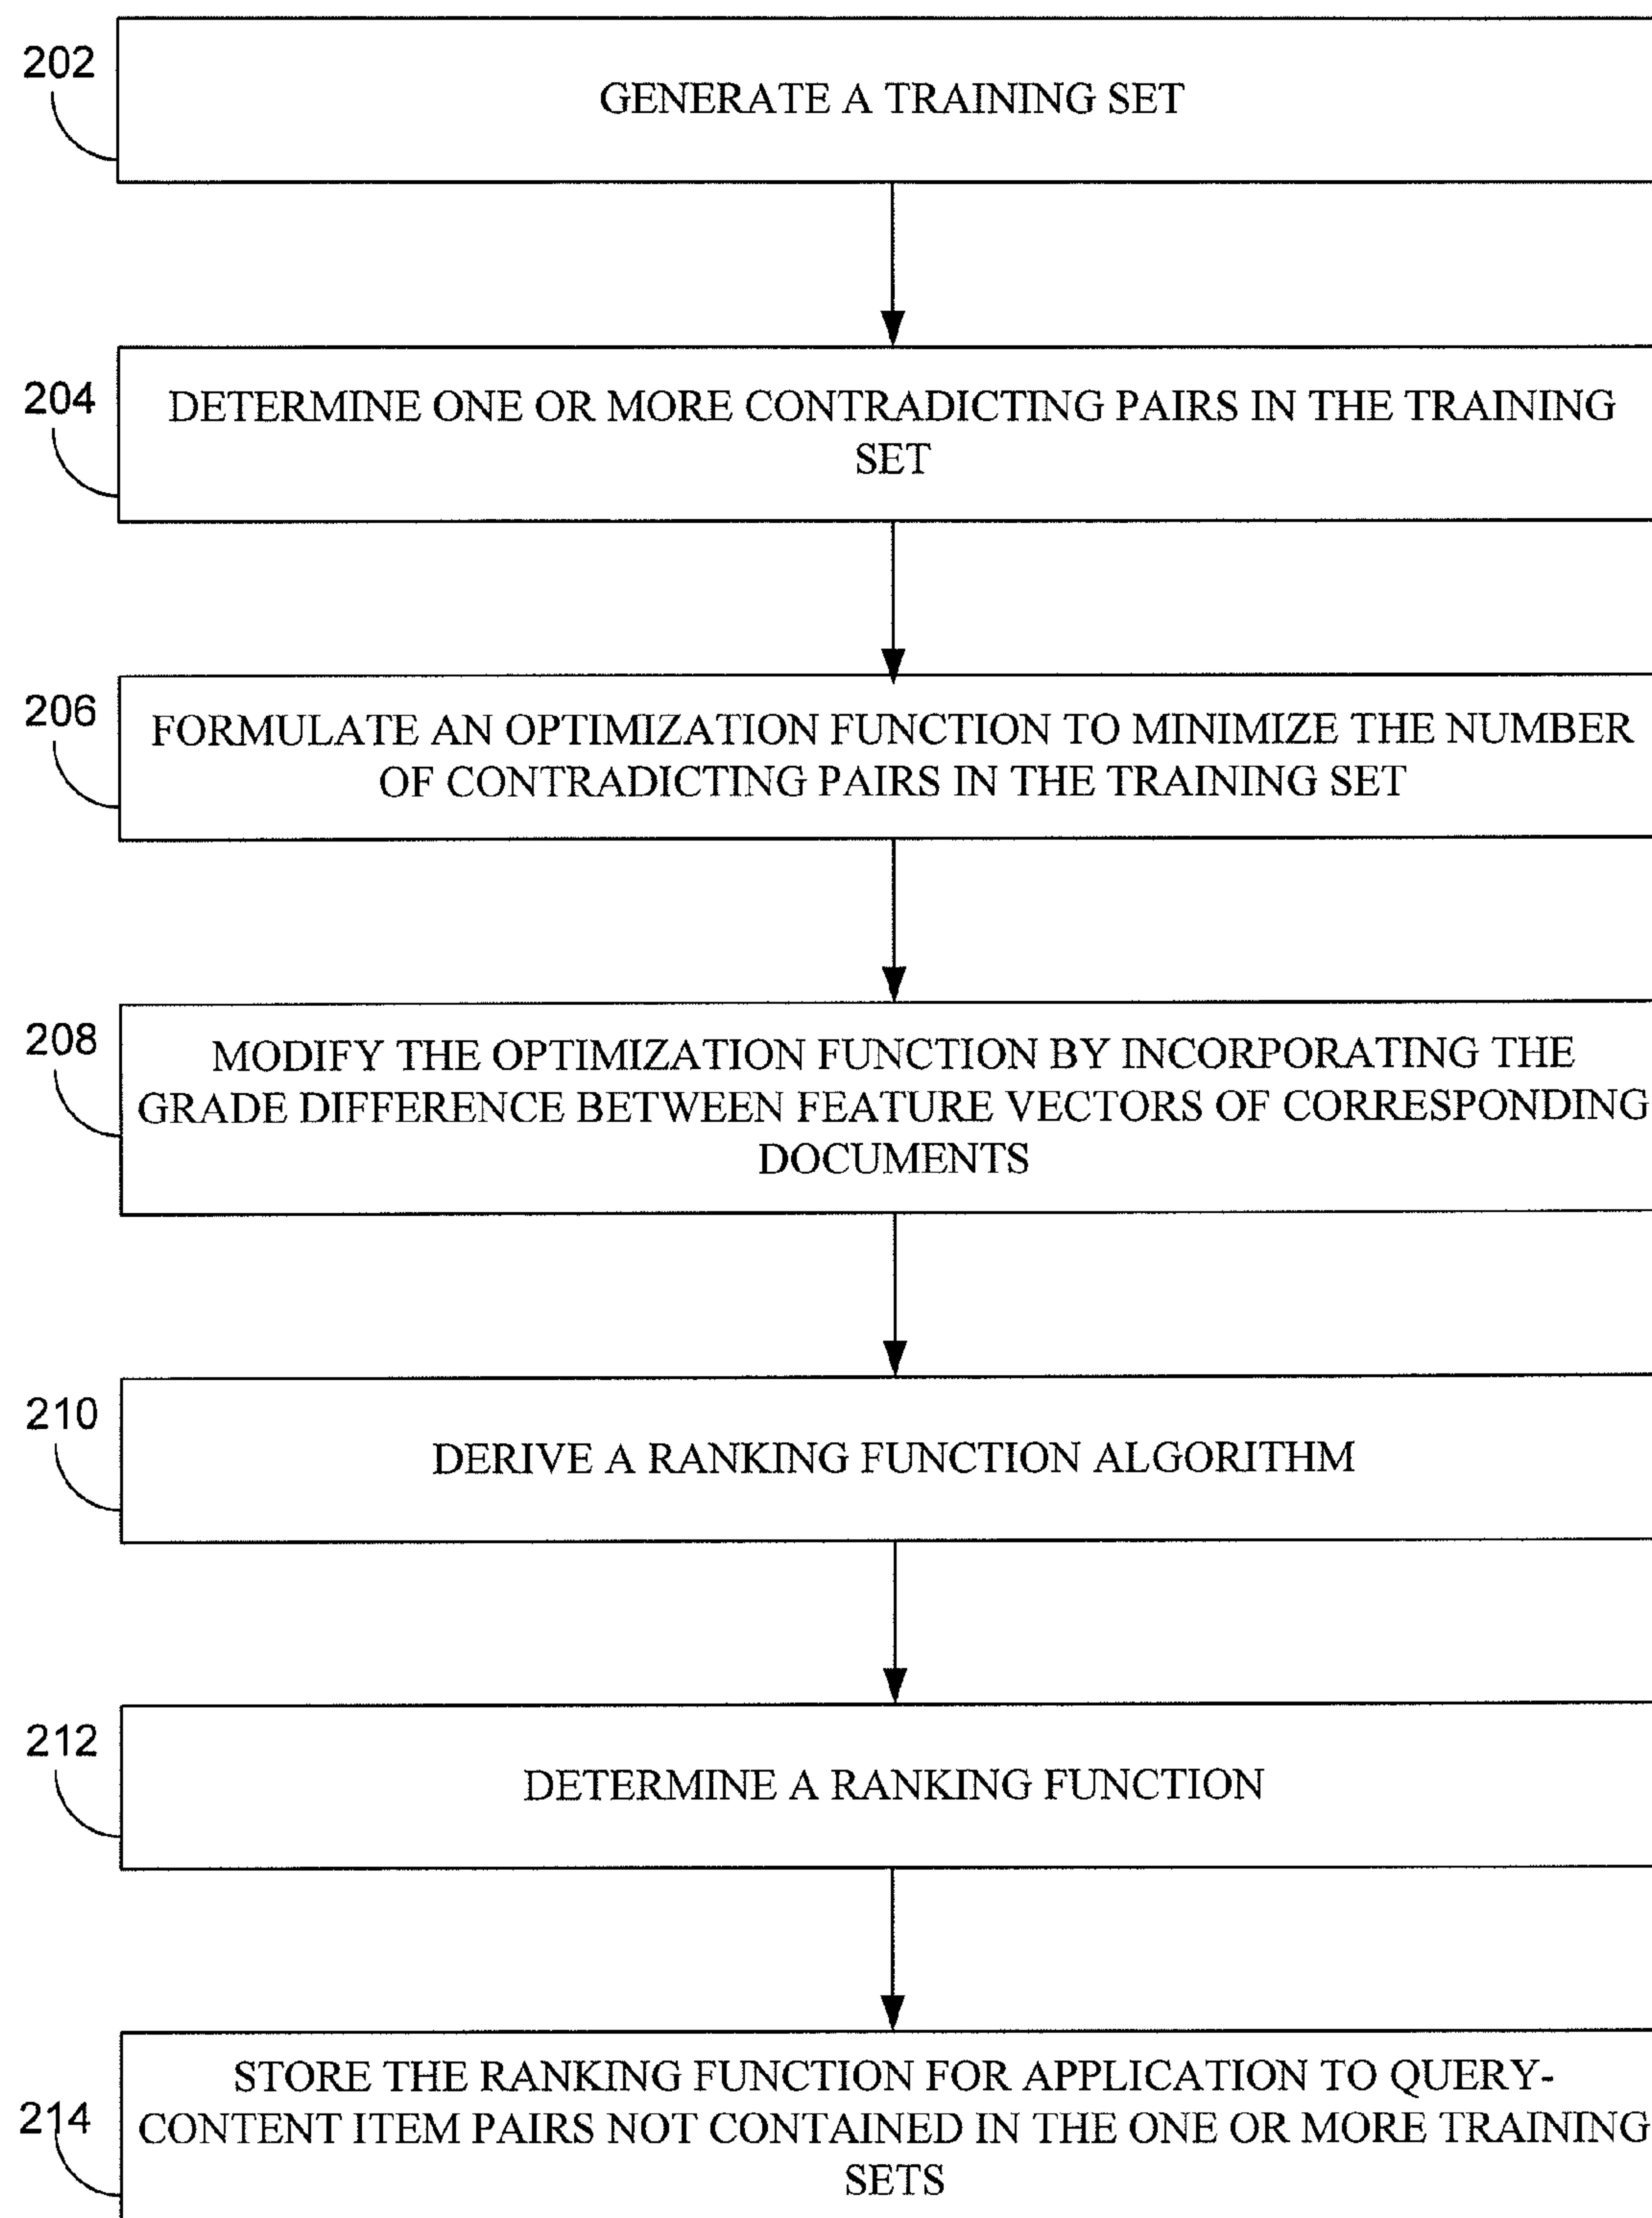 202
GENERATE A TRAINING SET
204
DETERMINE ONE OR MORE CONTRADICTING PAIRS IN THE TRAINING
SET
206
FORMULATE AN OPTIMIZATION FUNCTION TO MINIMIZE THE NUMBER
OF CONTRADICTING PAIRS IN THE TRAINING SET
208
MODIFY THE OPTIMIZATION FUNCTION BY INCORPORATING THE
GRADE DIFFERENCE BETWEEN FEATURE VECTORS OF CORRESPONDING
DOCUMENTS
210
DERIVE A RANKING FUNCTION ALGORITHM
212
DETERMINE A RANKING FUNCTION
214
STORE THE RANKING FUNCTION FOR APPLICATION TO QUERY-
CONTENT ITEM PAIRS NOT CONTAINED IN THE ONE OR MORE TRAINING
SETS